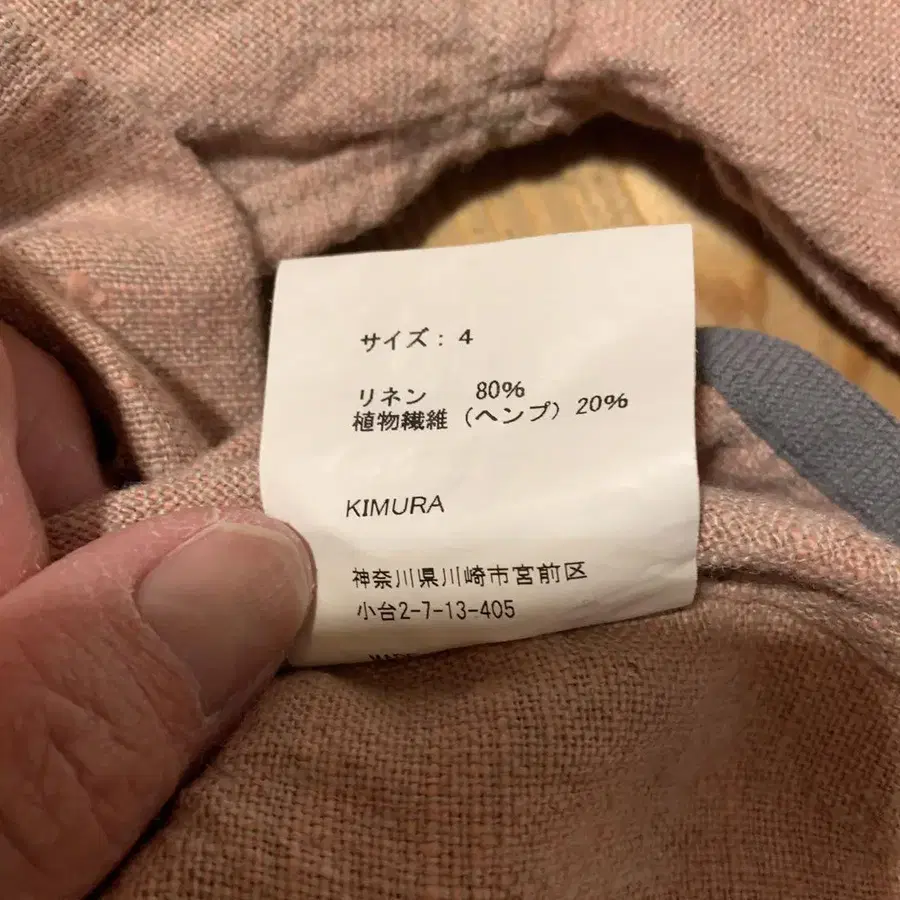 サイズ: 4
リネン 80%
植物繊維 (ヘンプ) 20%
KIMURA
神奈川県川崎市宮前区
小台2-7-13-405